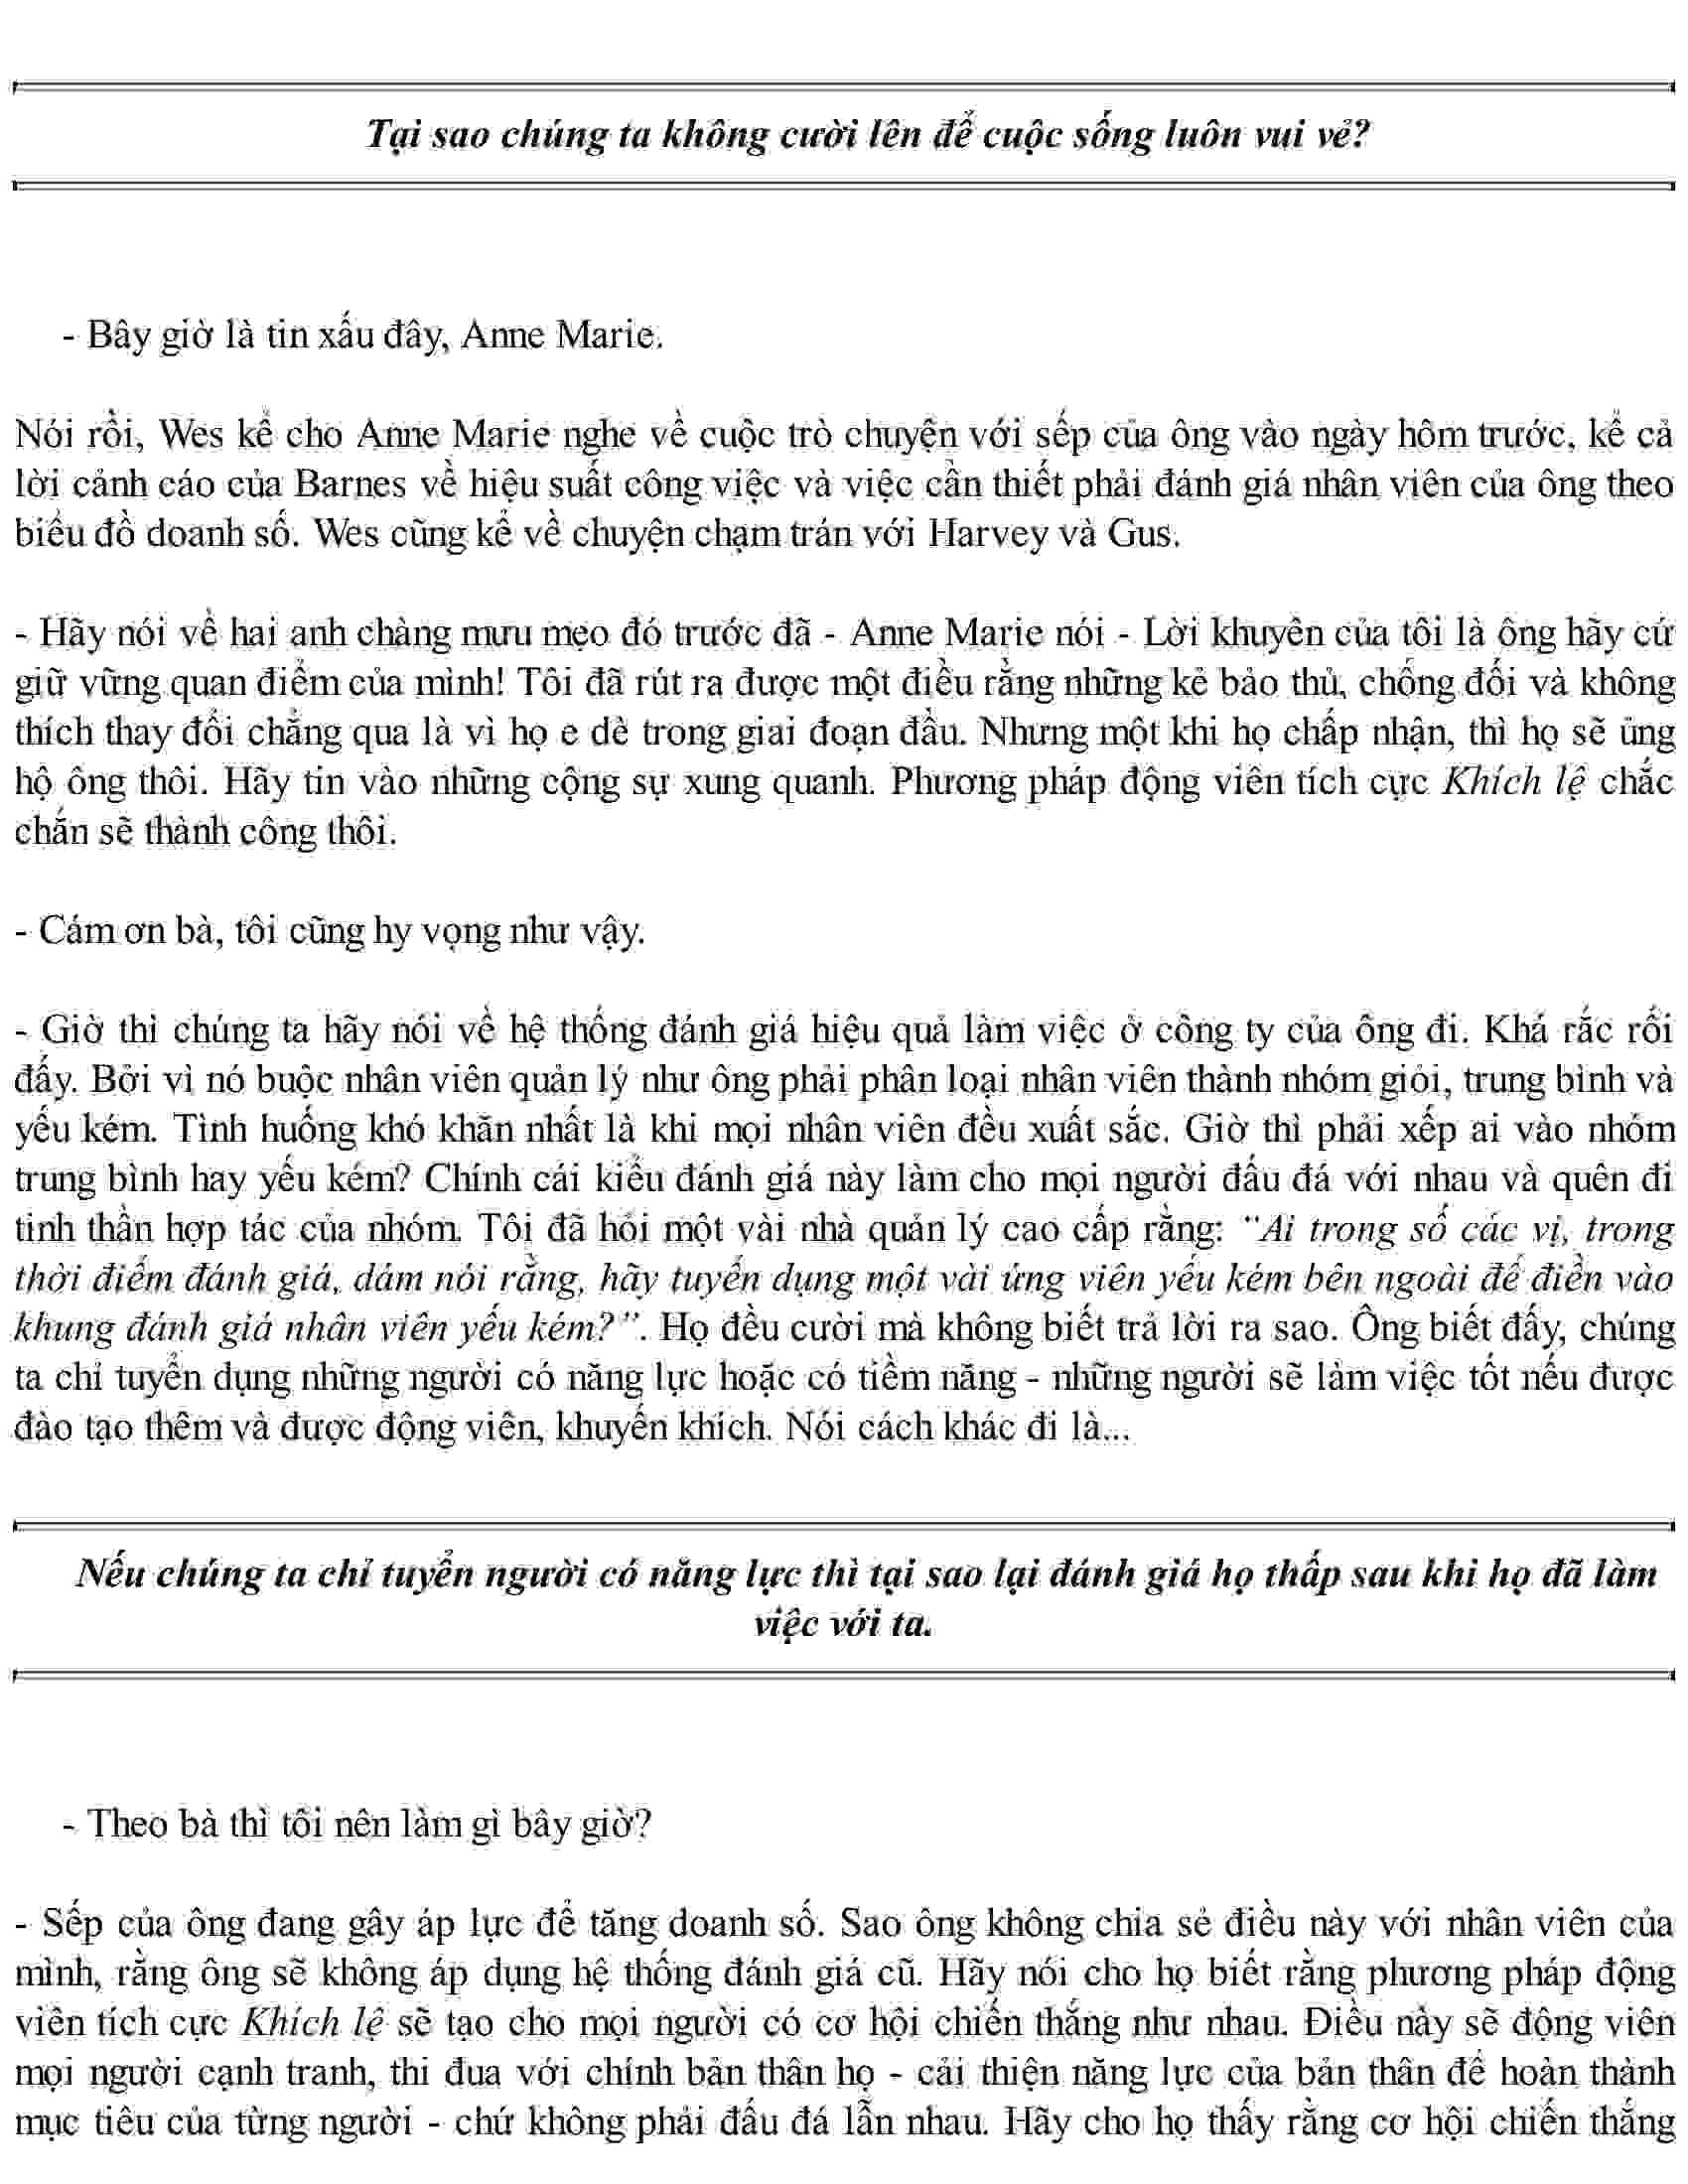 Tại sao chúng ta không cười lên để cuộc sống luôn vui vẻ?
- Bây giờ là tin xấu đây, Anne Marie.
Nói rồi, Wes kể cho Anne Marie nghe về cuộc trò chuyện với sếp của ông vào ngày hôm trước, kể cả
lời cảnh cáo của Barnes về hiệu suất công việc và việc cần thiết phải đánh giá nhân viên của ông theo
biểu đồ doanh số. Wes cũng kể về chuyện chạm trán với Harvey và Gus.
- Hãy nói về hai anh chàng mưu mẹo đó trước đã - Anne Marie nói - Lời khuyên của tôi là ông hãy cứ
giữ vững quan điểm của mình! Tôi đã rút ra được một điều rằng những kẻ bảo thủ, chống đối và không
thích thay đổi chẳng qua là vì họ e dè trong giai đoạn đầu. Nhưng một khi họ chấp nhận, thì họ sẽ ủng
hộ ông thôi. Hãy tin vào những cộng sự xung quanh. Phương pháp động viên tích cực Khích lệ chắc
chắn sẽ thành công thôi.
- Cám ơn bà, tôi cũng hy vọng như vậy.
- Giờ thì chúng ta hãy nói về hệ thống đánh giá hiệu quả làm việc ở công ty của ông đi. Khá rắc rối
đấy. Bởi vì nó buộc nhân viên quản lý như ông phải phân loại nhân viên thành nhóm giỏi, trung bình và
yếu kém. Tình huống khó khăn nhất là khi mọi nhân viên đều xuất sắc. Giờ thì phải xếp ai vào nhóm
trung bình hay yếu kém? Chính cái kiểu đánh giá này làm cho mọi người đấu đá với nhau và quên đi
tinh thần hợp tác của nhóm. Tôi đã hỏi một vài nhà quản lý cao cấp rằng: “Ai trong số các vị, trong
thời điểm đánh giá, dám nói rằng, hãy tuyển dụng một vài ứng viên yếu kém bên ngoài để điền vào
khung đánh giá nhân viên yếu kém?”. Họ đều cười mà không biết trả lời ra sao. Ông biết đấy, chúng
ta chỉ tuyển dụng những người có năng lực hoặc có tiềm năng - những người sẽ làm việc tốt nếu được
đào tạo thêm và được động viên, khuyến khích. Nói cách khác đi là...
Nếu chúng ta chỉ tuyển người có năng lực thì tại sao lại đánh giá họ thấp sau khi họ đã làm
việc với ta.
- Theo bà thì tôi nên làm gì bây giờ?
- Sếp của ông đang gây áp lực để tăng doanh số. Sao ông không chia sẻ điều này với nhân viên của
mình, rằng ông sẽ không áp dụng hệ thống đánh giá cũ. Hãy nói cho họ biết rằng phương pháp động
viên tích cực Khích lệ sẽ tạo cho mọi người có cơ hội chiến thắng như nhau. Điều này sẽ động viên
mọi người cạnh tranh, thi đua với chính bản thân họ - cải thiện năng lực của bản thân để hoàn thành
mục tiêu của từng người - chứ không phải đấu đá lẫn nhau. Hãy cho họ thấy rằng cơ hội chiến thắng